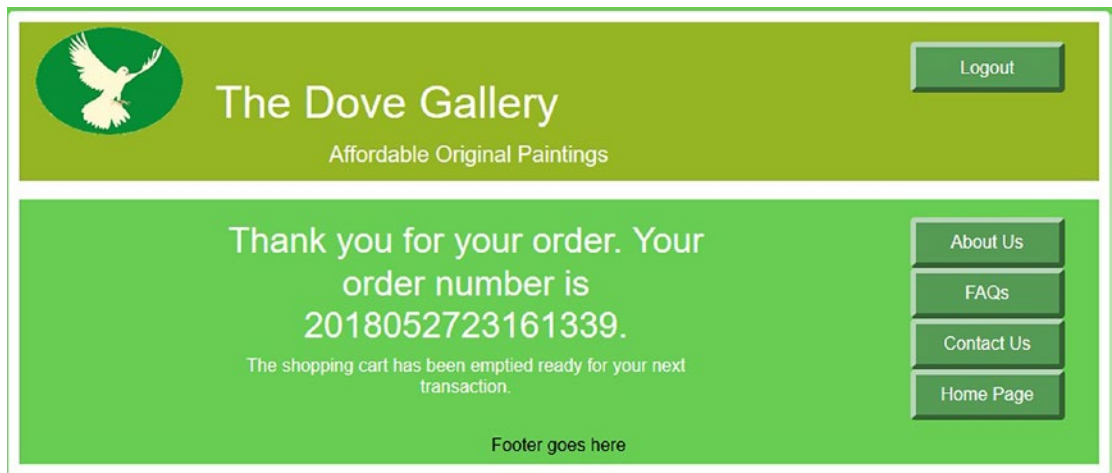 Logout
The Dove Gallery
Affordable Original Paintings
Thank you for your order. Your
order number is
2018052723161339.
The shopping cart has been emptied ready for your next
transaction.
About Us
FAQs
Contact Us
Home Page
Footer goes here